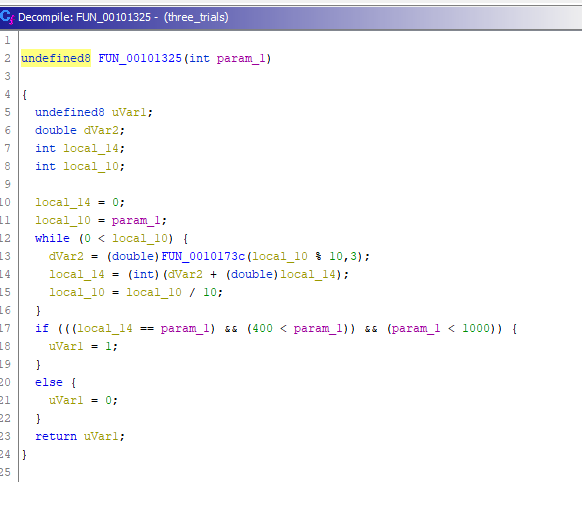 Decompile: FUN_00101325 - (three_trials)
1
2 undefined8 FUN_00101325(int param_1)
3
4 {
5 undefined8 uVar1;
6 double dVar2;
7 int local_14;
8 int local_10;
9
10 local_14 = 0;
11 local_10 = param_1;
12 while (0 < local_10) {
13 dVar2 = (double)FUN_0010173c(local_10 % 10,3);
14 local_14 = (int)(dVar2 + (double)local_14);
15 local_10 = local_10 / 10;
16 }
17 if (((local_14 == param_1) && (400 < param_1)) && (param_1 < 1000)) {
18 uVar1 = 1;
19 }
20 else {
21 uVar1 = 0;
22 }
23 return uVar1;
24 }
25